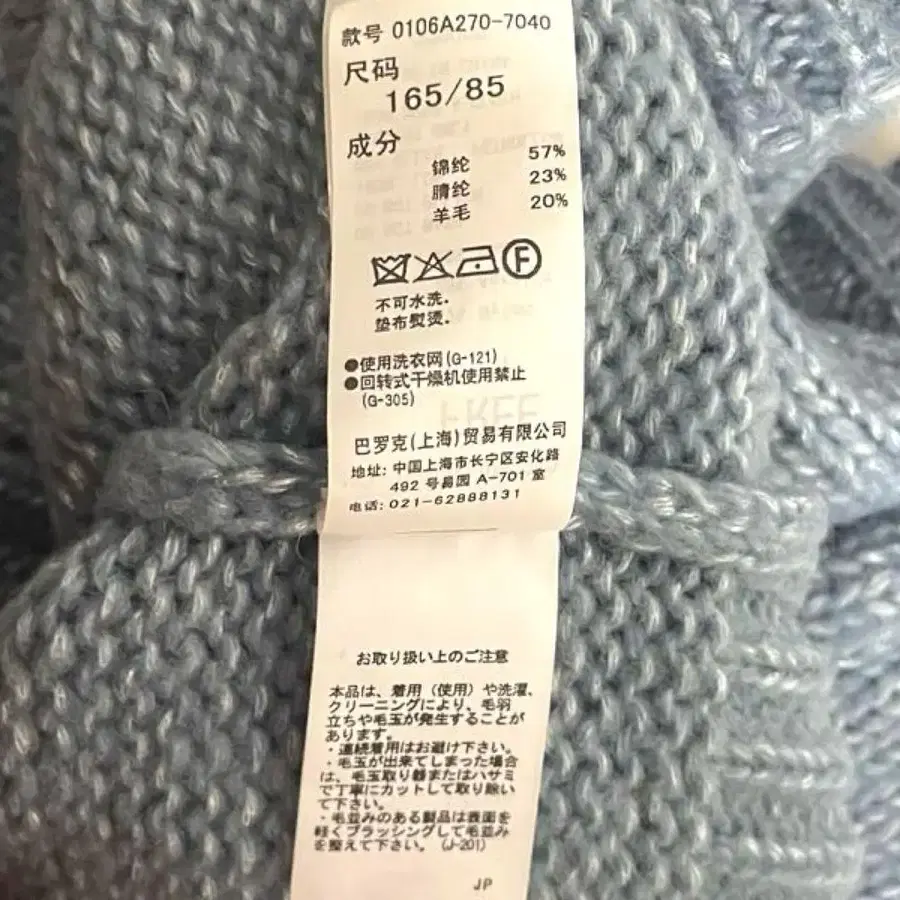 款号 0106A270-7040
尺码
165/85
成分
锦纶 57%
腈纶 23%
羊毛 20%
F
不可水洗.
垫布熨烫.
●使用洗衣网(G-121)
●回转式干燥机使用禁止
(G-305)
FREE
巴罗克(上海)贸易有限公司
地址: 中国上海市长宁区安化路
492 号易园 A-701 室
电话: 021-62888131
お取り扱い上のご注意
本品は、着用（使用）や洗濯、
クリーニングにより、毛羽
立ちや毛玉が発生することが
あります。
・連続着用はお避け下さい。
・毛玉が出来てしまった場合
は、毛玉取り器またはハサミ
で丁寧にカットして取り除い
て下さい。
・毛並みのある製品は表面を
軽くブラッシングして毛並み
を整えて下さい。（J-201）
JP